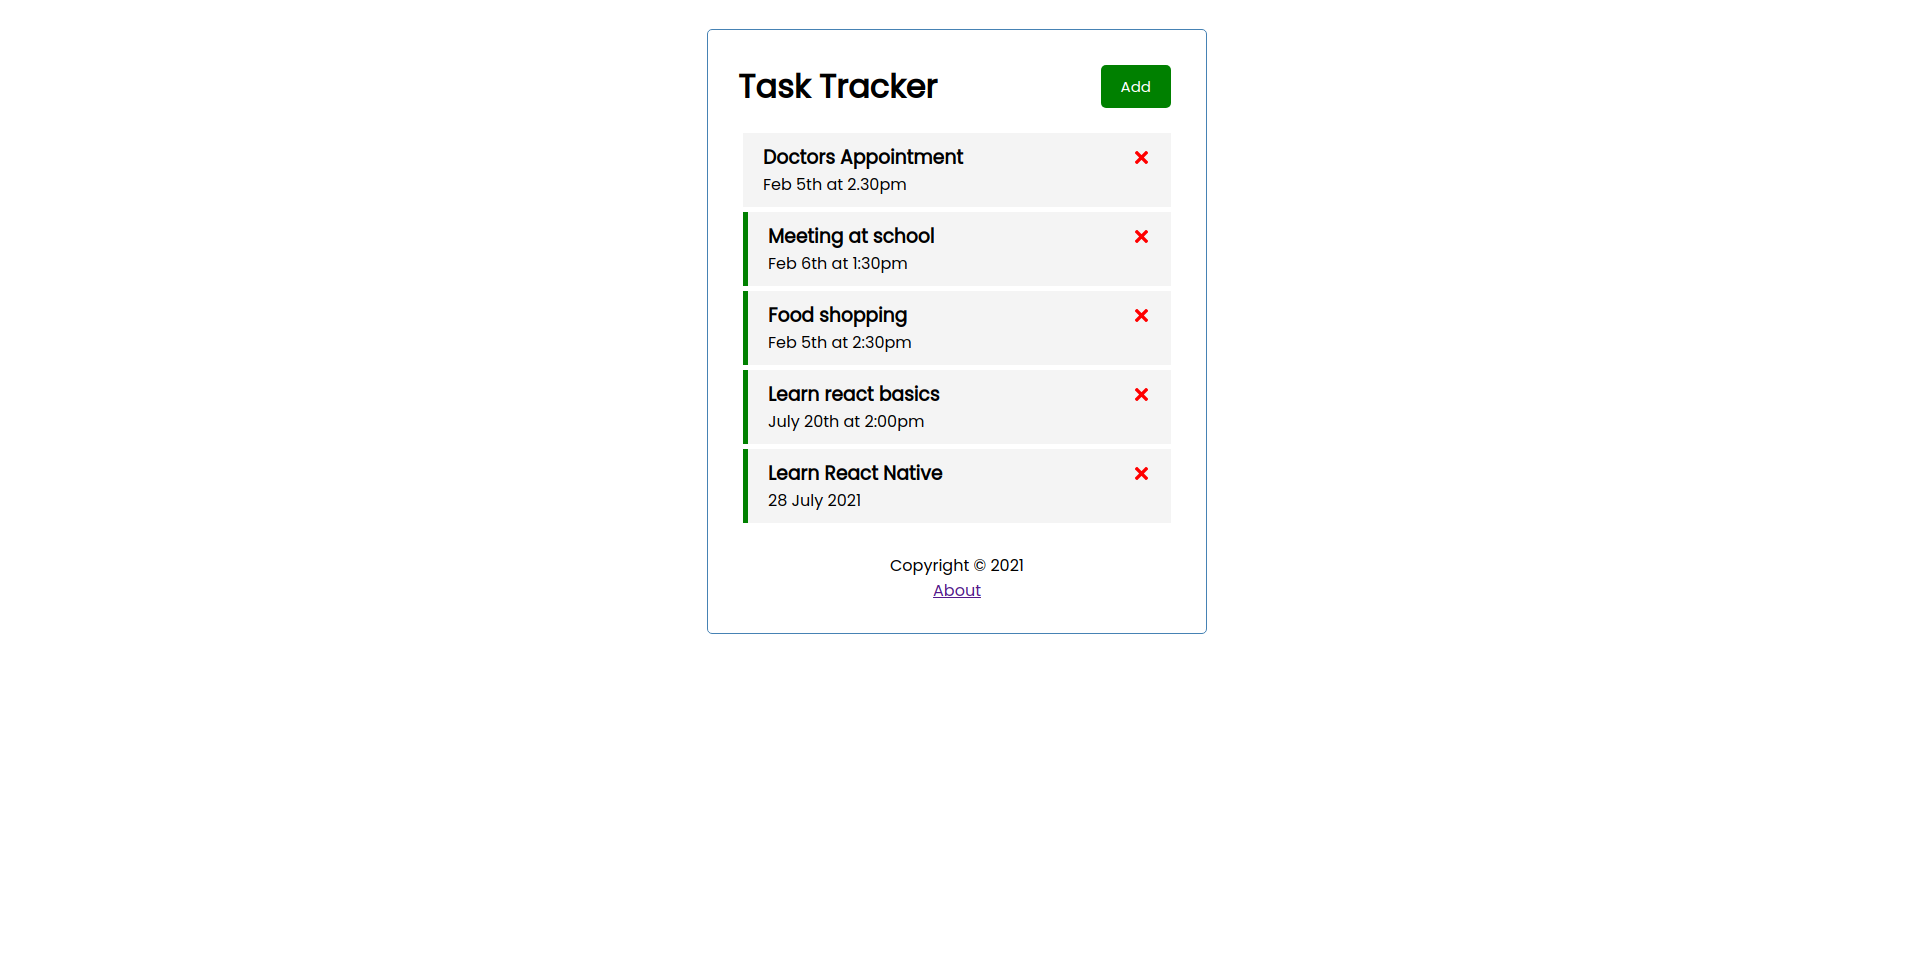 Task Tracker
Add
Doctors Appointment
Feb 5th at 2.30pm
Meeting at school
Feb 6th at 1:30pm
Food shopping
Feb 5th at 2:30pm
Learn react basics
July 20th at 2:00pm
Learn React Native
28 July 2021
Copyright © 2021
About